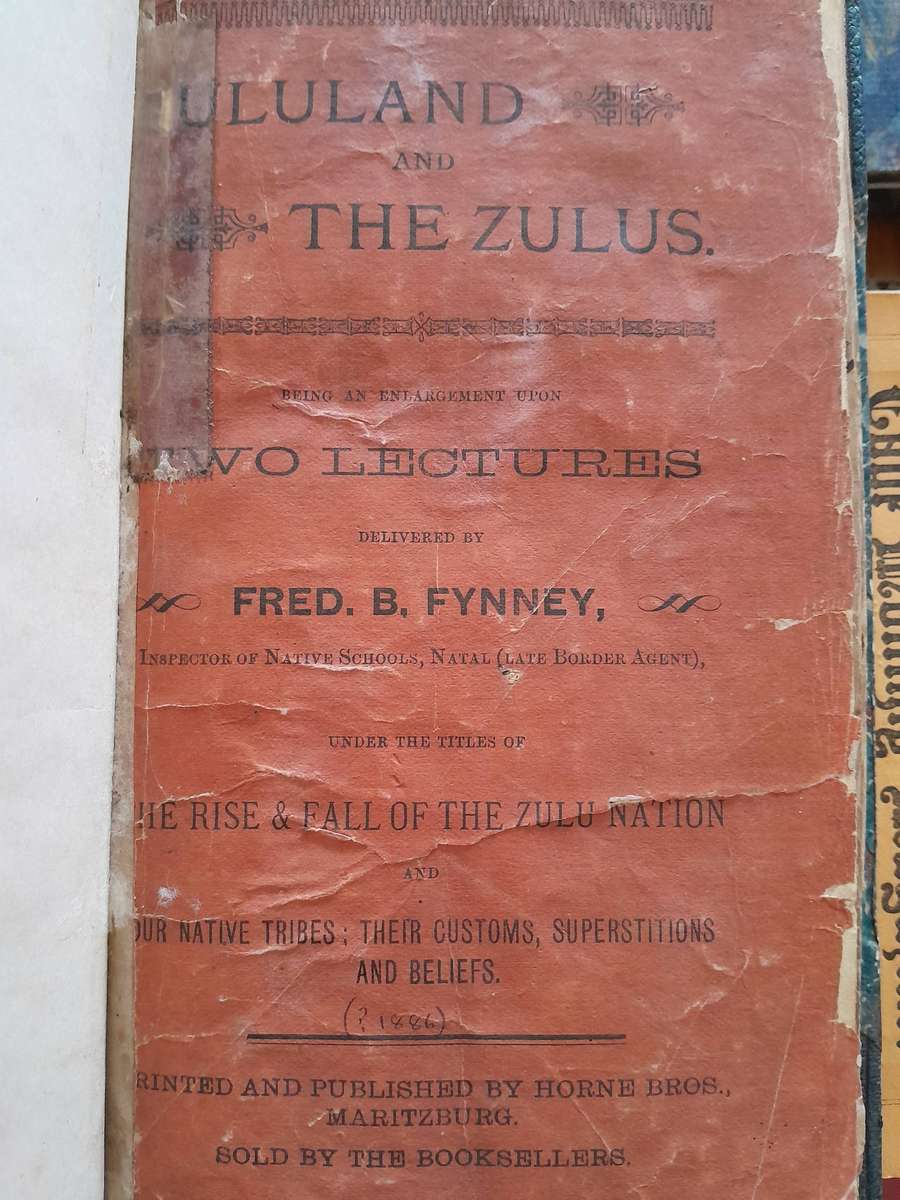 ULULAND
AND
THE ZULUS.
BEING AN ENLARGEMENT UPON
TWO LECTURES
DELIVERED BY
FRED. B. FYNNEY,
INSPECTOR OF NATIVE SCHOOLS, NATAL (LATE BORDER AGENT),
UNDER THE TITLES OF
HE RISE & FALL OF THE ZULU NATION
AND
OUR NATIVE TRIBES; THEIR CUSTOMS, SUPERSTITIONS
AND BELIEFS.
(? 1886)
RINTED AND PUBLISHED BY HORNE BROS.,
MARITZBURG.
SOLD BY THE BOOKSELLERS.